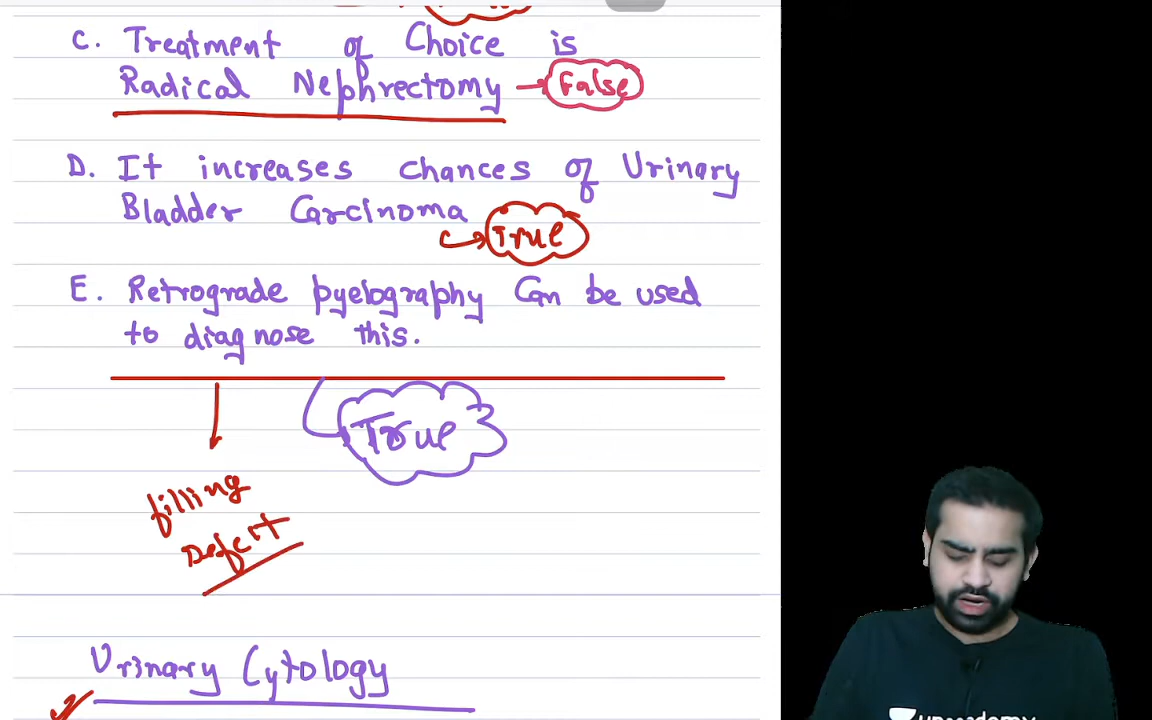 C. Treatment of Choice is
Radical Nephrectomy → False
D. It increases chances of Urinary
Bladder Carcinoma
True
E. Retrograde pyelography Can be used
to diagnose this.
True
filling
Defect
Urinary Cytology